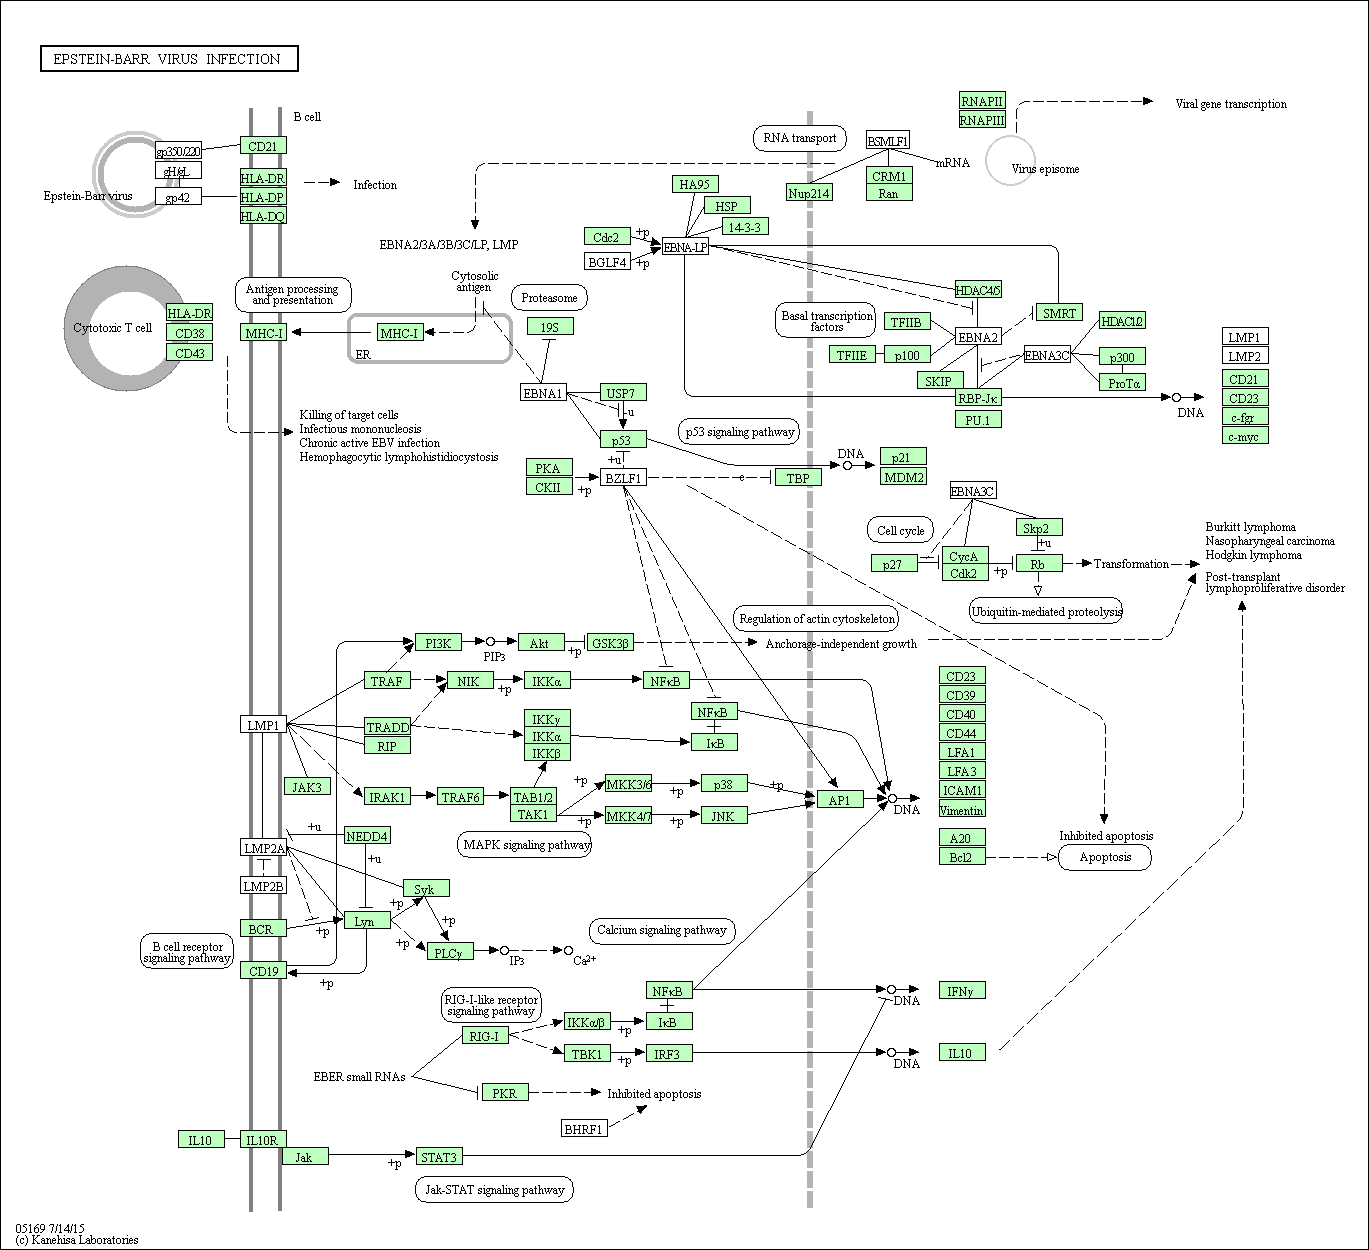 EPSTEIN-BARR VIRUS INFECTION
B cell
gp350/220
gH/gL
Epstein-Barr virus
gp42
CD21
HLA-DR
HLA-DP
HLA-DQ
Infection
RNA transport
BSMLF1
mRNA
CRM1
Ran
Nup214
RNAPII
RNAPIII
Viral gene transcription
Virus episome
EBNA2/3A/3B/3C/LP, LMP
HA95
HSP
14-3-3
Cdc2
+p
BGLF4
+p
EBNA-LP
Cytosolic
antigen
Proteasome
19S
Antigen processing
and presentation
Cytotoxic T cell
HLA-DR
CD38
CD43
MHC-I
MHC-I
ER
Killing of target cells
Infectious mononucleosis
Chronic active EBV infection
Hemophagocytic lymphohistidiocystosis
EBNA1
USP7
-u
p53
+u
BZLF1
PKA
CKII
+p
p53 signaling pathway
e
TBP
DNA
p21
MDM2
Basal transcription
factors
HDAC4/5
TFIIB
TFIIE
p100
EBNA2
SMRT
EBNA3C
HDAC1/2
p300
ProTα
SKIP
RBP-Jκ
PU.1
DNA
LMP1
LMP2
CD21
CD23
c-fgr
c-myc
EBNA3C
Cell cycle
p27
CycA
Cdk2
+p
Skp2
+u
Rb
Transformation
Ubiquitin-mediated proteolysis
Burkitt lymphoma
Nasopharyngeal carcinoma
Hodgkin lymphoma
Post-transplant
lymphoproliferative disorder
Regulation of actin cytoskeleton
Anchorage-independent growth
PI3K
PIP3
Akt
+p
GSK3β
TRAF
NIK
+p
IKKα
NFκB
LMP1
TRADD
RIP
IKKγ
IKKα
IKKβ
NFκB
IκB
JAK3
IRAK1
TRAF6
TAB1/2
TAK1
+p
+p
MKK3/6
+p
p38
+p
MKK4/7
+p
JNK
AP1
DNA
MAPK signaling pathway
CD23
CD39
CD40
CD44
LFA1
LFA3
ICAM1
Vimentin
A20
Bcl2
Inhibited apoptosis
Apoptosis
+u
NEDD4
+u
LMP2A
LMP2B
Syk
BCR
+p
Lyn
+p
+p
+p
PLCγ
IP3
Ca2+
Calcium signaling pathway
B cell receptor
signaling pathway
CD19
+p
RIG-I-like receptor
signaling pathway
RIG-I
IKKα/β
+p
NFκB
IκB
TBK1
+p
IRF3
DNA
IFNγ
DNA
IL10
EBER small RNAs
PKR
Inhibited apoptosis
BHRF1
IL10
IL10R
Jak
+p
STAT3
Jak-STAT signaling pathway
05169 7/14/15
(c) Kanehisa Laboratories